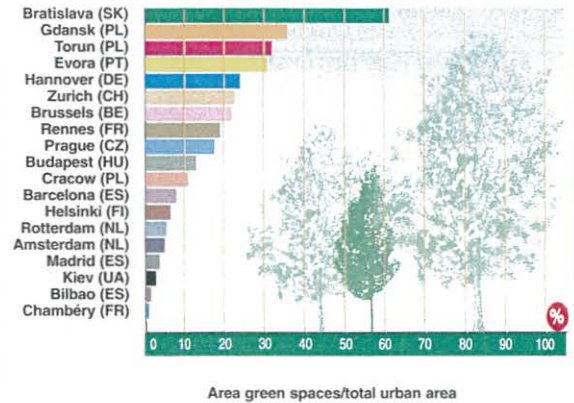 Bratislava (SK)
Gdansk (PL)
Torun (PL)
Evora (PT)
Hannover (DE)
Zurich (CH)
Brussels (BE)
Rennes (FR)
Prague (CZ)
Budapest (HU)
Cracow (PL)
Barcelona (ES)
Helsinki (FI)
Rotterdam (NL)
Amsterdam (NL)
Madrid (ES)
Kiev (UA)
Bilbao (ES)
Chambéry (FR)
%
0 10 20 30 40 50 60 70 80 90 100
Area green spaces/total urban area